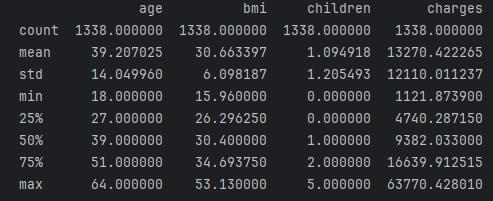 age bmi children charges
count 1338.000000 1338.000000 1338.000000 1338.000000
mean 39.207025 30.663397 1.094918 13270.422265
std 14.049960 6.098187 1.205493 12110.011237
min 18.000000 15.960000 0.000000 1121.873900
25% 27.000000 26.296250 0.000000 4740.287150
50% 39.000000 30.400000 1.000000 9382.033000
75% 51.000000 34.693750 2.000000 16639.912515
max 64.000000 53.130000 5.000000 63770.428010